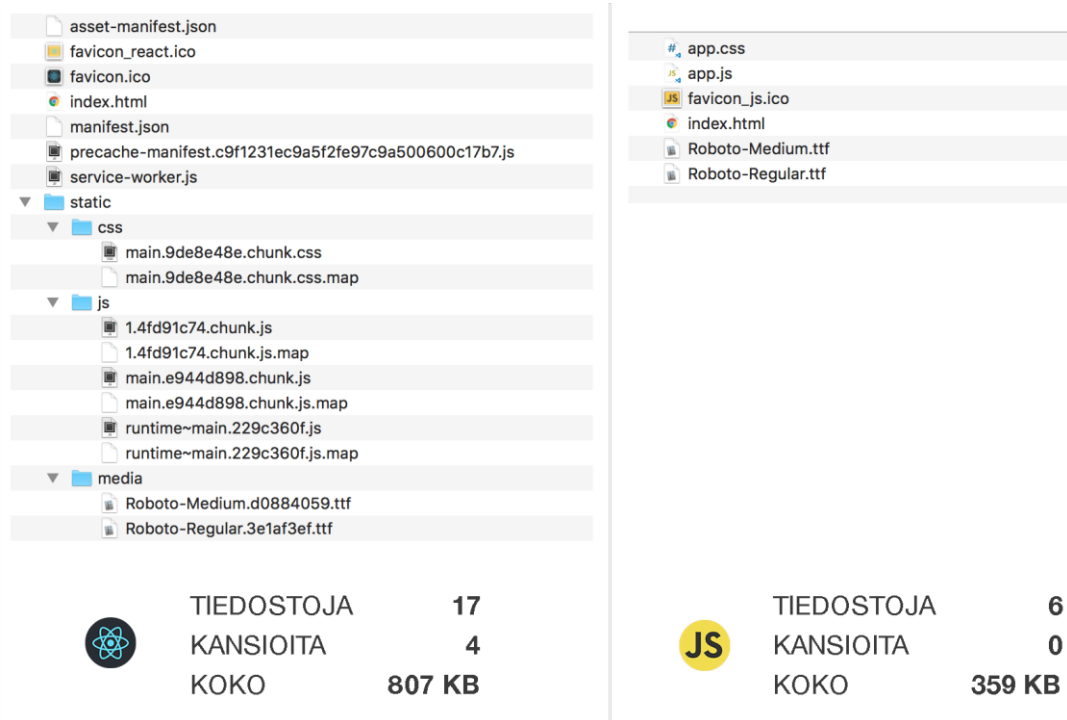 asset-manifest.json
favicon_react.ico
favicon.ico
index.html
manifest.json
precache-manifest.c9f1231ec9a5f2fe97c9a500600c17b7.js
service-worker.js
static
css
main.9de8e48e.chunk.css
main.9de8e48e.chunk.css.map
js
1.4fd91c74.chunk.js
1.4fd91c74.chunk.js.map
main.e944d898.chunk.js
main.e944d898.chunk.js.map
runtime~main.229c360f.js
runtime~main.229c360f.js.map
media
Roboto-Medium.d0884059.ttf
Roboto-Regular.3e1af3ef.ttf
TIEDOSTOJA 17
KANSIOITA 4
KOKO 807 KB
app.css
app.js
JS favicon_js.ico
index.html
Roboto-Medium.ttf
Roboto-Regular.ttf
JS
TIEDOSTOJA 6
KANSIOITA 0
KOKO 359 KB